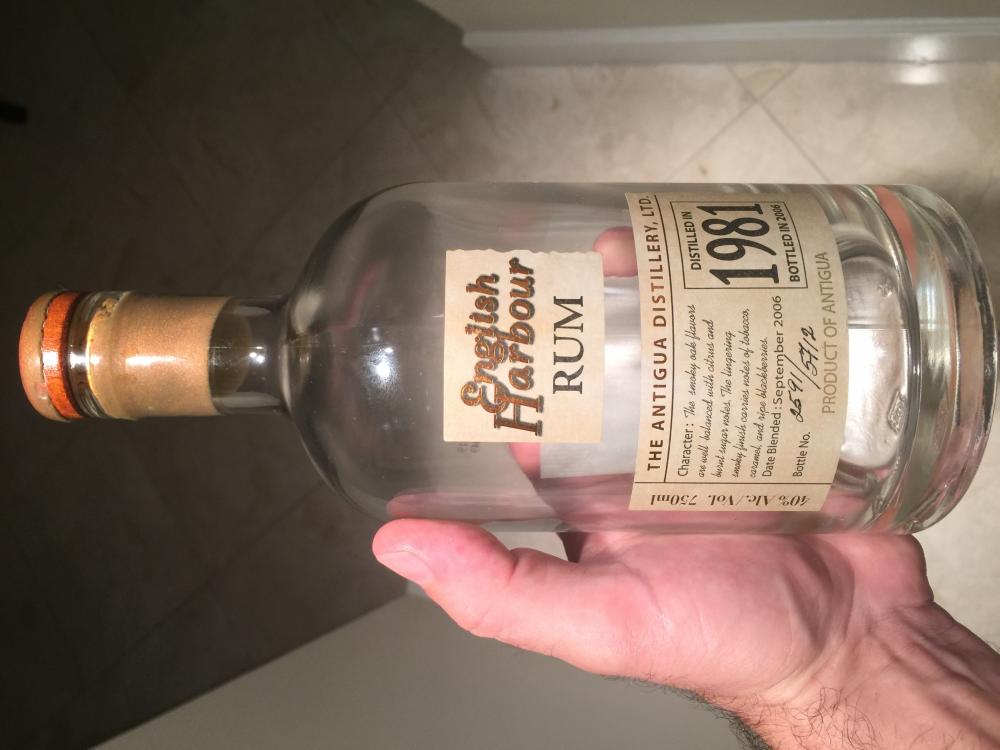 English
Harbour
RUM
THE ANTIGUA DISTILLERY, LTD.
Character: The smoky oak flavors
are well balanced with citrus and
burnt sugar notes. The lingering
smoky finish carries notes of tobacco,
caramel, and ripe blackberries.
Date Blended: September 2006
Bottle No. 2591/5712
DISTILLED IN
1981
BOTTLED IN 2006
PRODUCT OF ANTIGUA
40% Alc./Vol. 750ml